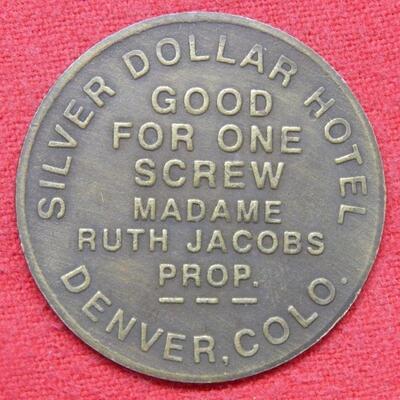 SILVER DOLLAR HOTEL
GOOD
FOR ONE
SCREW
MADAME
RUTH JACOBS
PROP.
DENVER, COLO.